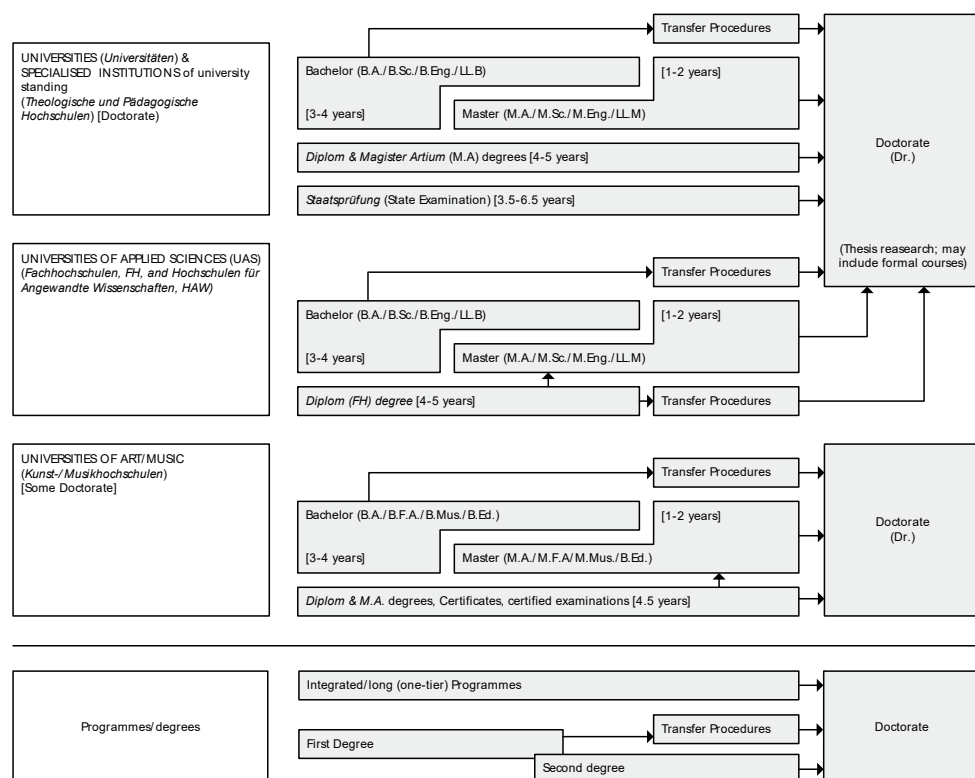 Transfer Procedures
UNIVERSITIES (Universitäten) &
SPECIALISED INSTITUTIONS of university
standing
(Theologische und Pädagogische
Hochschulen) [Doctorate]
Bachelor (B.A./B.Sc./B.Eng./LL.B)
[1-2 years]
[3-4 years]
Master (M.A./M.Sc./M.Eng./LL.M)
Diplom & Magister Artium (M.A) degrees [4-5 years]
Staatsprüfung (State Examination) [3.5-6.5 years]
Doctorate
(Dr.)
(Thesis reasearch; may
include formal courses)
UNIVERSITIES OF APPLIED SCIENCES (UAS)
(Fachhochschulen, FH, and Hochschulen für
Angewandte Wissenschaften, HAW)
Transfer Procedures
Bachelor (B.A./B.Sc./B.Eng./LL.B)
[1-2 years]
[3-4 years]
Master (M.A./M.Sc./M.Eng./LL.M)
Diplom (FH) degree [4-5 years]
Transfer Procedures
UNIVERSITIES OF ART/MUSIC
(Kunst-/Musikhochschulen)
[Some Doctorate]
Transfer Procedures
Bachelor (B.A./B.F.A./B.Mus./B.Ed.)
[1-2 years]
[3-4 years]
Master (M.A./M.F.A/M.Mus./B.Ed.)
Diplom & M.A. degrees, Certificates, certified examinations [4.5 years]
Doctorate
(Dr.)
Programmes/degrees
Integrated/long (one-tier) Programmes
Transfer Procedures
First Degree
Second degree
Doctorate